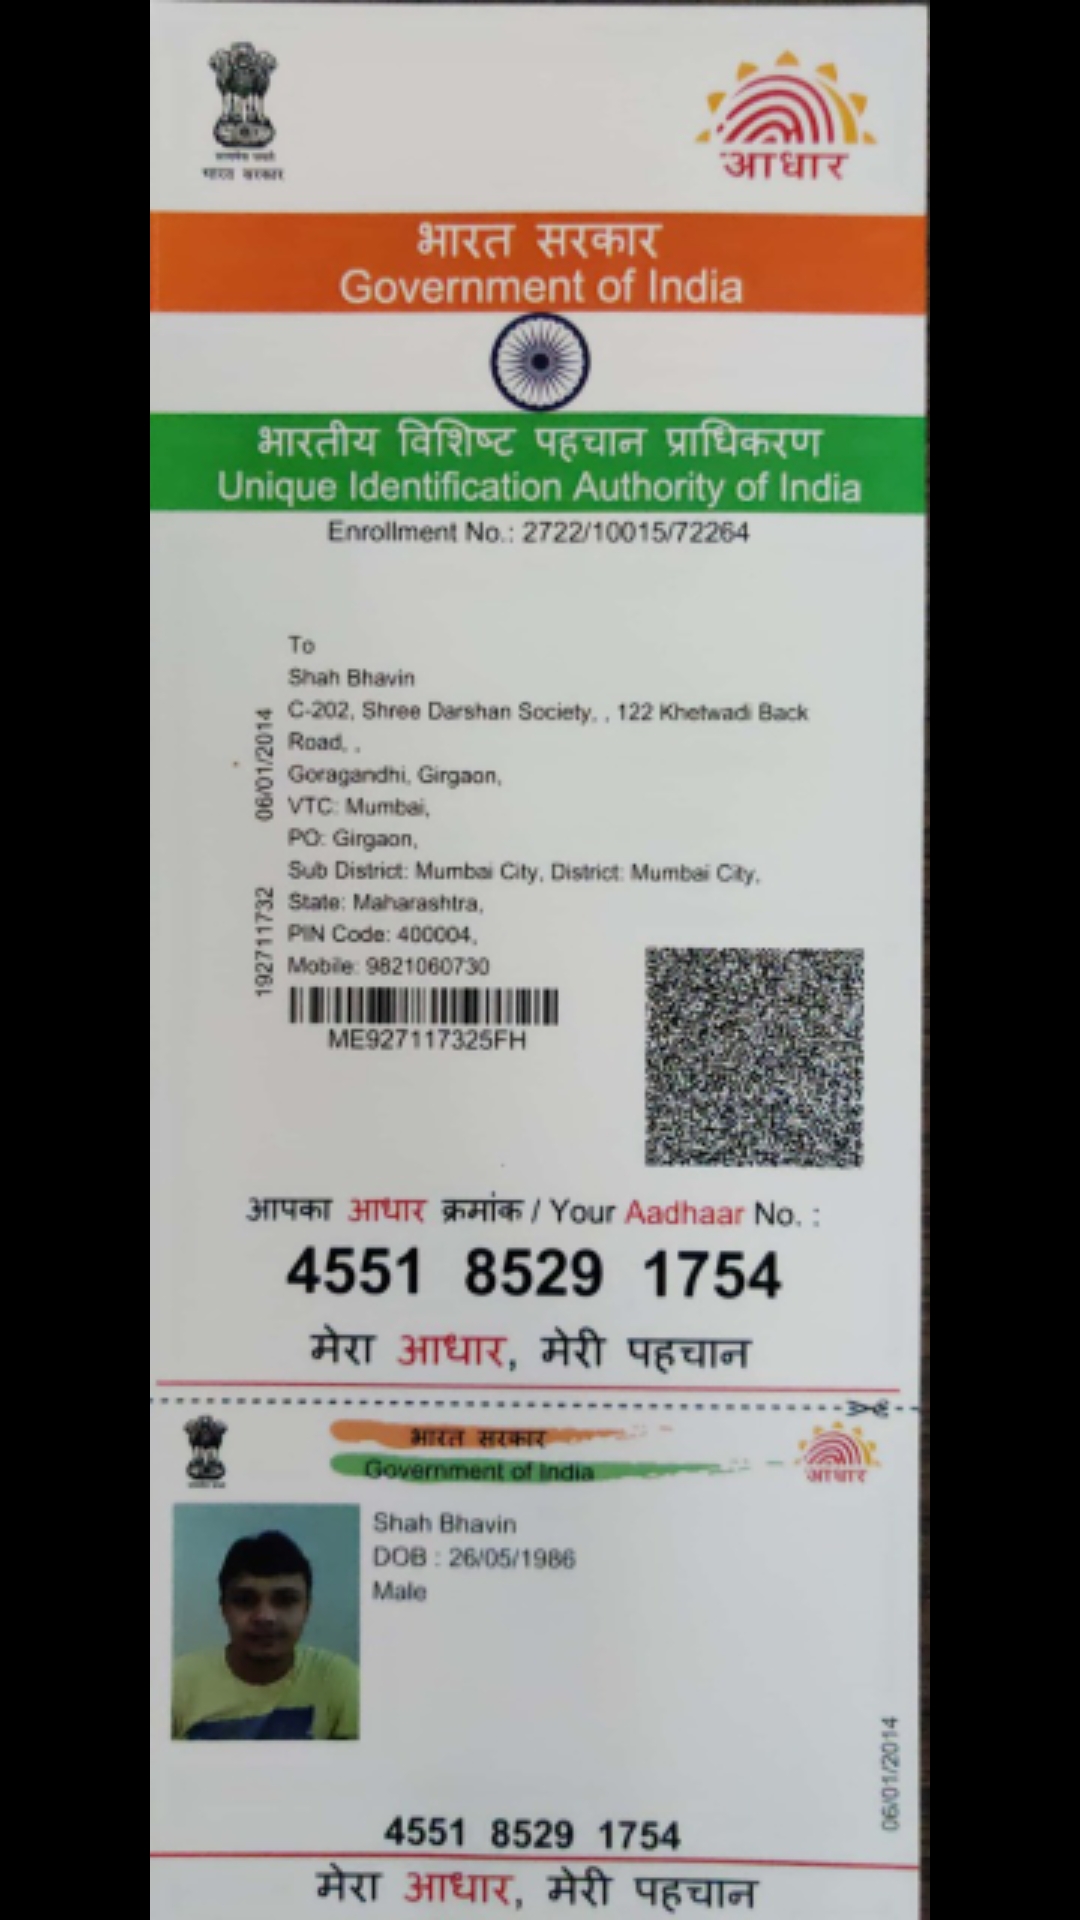 भारत सरकार
आधार
भारत सरकार
Government of India
भारतीय विशिष्ट पहचान प्राधिकरण
Unique Identification Authority of India
Enrollment No.: 2722/10015/72264
To
Shah Bhavin
C-202, Shree Darshan Society, , 122 Khetwadi Back
Road, ,
Goragandhi, Girgaon,
VTC: Mumbai,
PO: Girgaon,
Sub District: Mumbai City, District: Mumbai City,
State: Maharashtra,
PIN Code: 400004,
Mobile: 9821060730
192711732 06/01/2014
ME927117325FH
आपका आधार क्रमांक / Your Aadhaar No. :
4551 8529 1754
मेरा आधार, मेरी पहचान
भारत सरकार
Government of India
आधार
Shah Bhavin
DOB : 26/05/1986
Male
06/01/2014
4551 8529 1754
मेरा आधार, मेरी पहचान